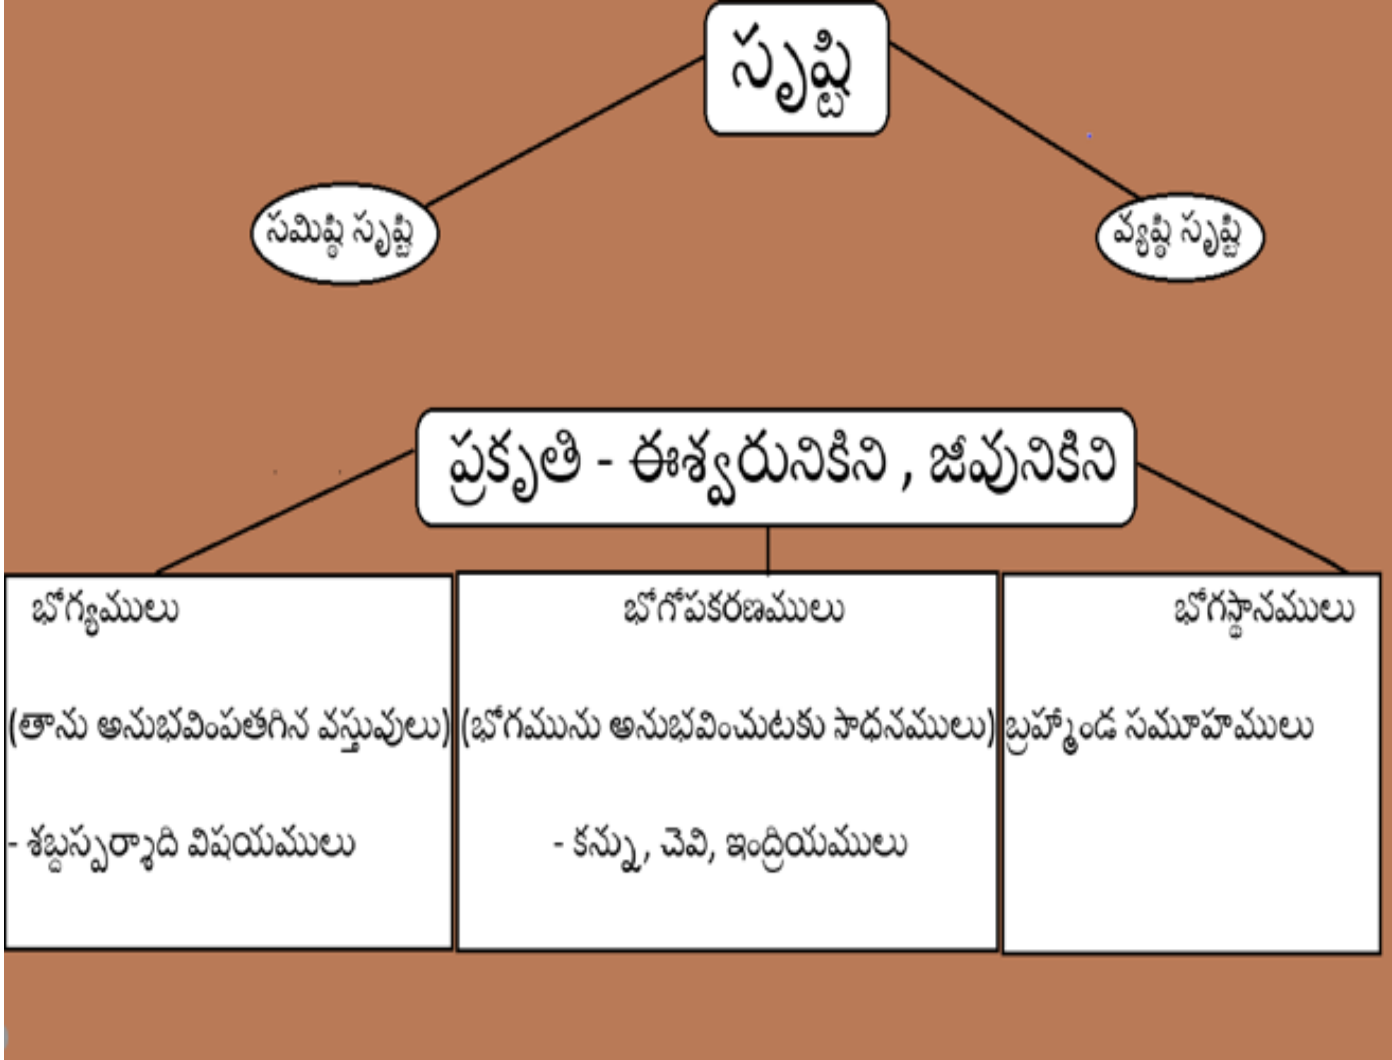 సృష్టి
సమిష్ఠి సృష్టి
వ్యష్ఠి సృష్టి
ప్రకృతి - ఈశ్వరునికిని , జీవునికిని
భోగ్యములు
(తాను అనుభవింపతగిన వస్తువులు)
- శబ్దస్పర్శాది విషయములు
భోగోపకరణములు
(భోగమును అనుభవించుటకు సాధనములు)
- కన్ను , చెవి, ఇంద్రియములు
భోగస్థానములు
బ్రహ్మాండ సమూహములు